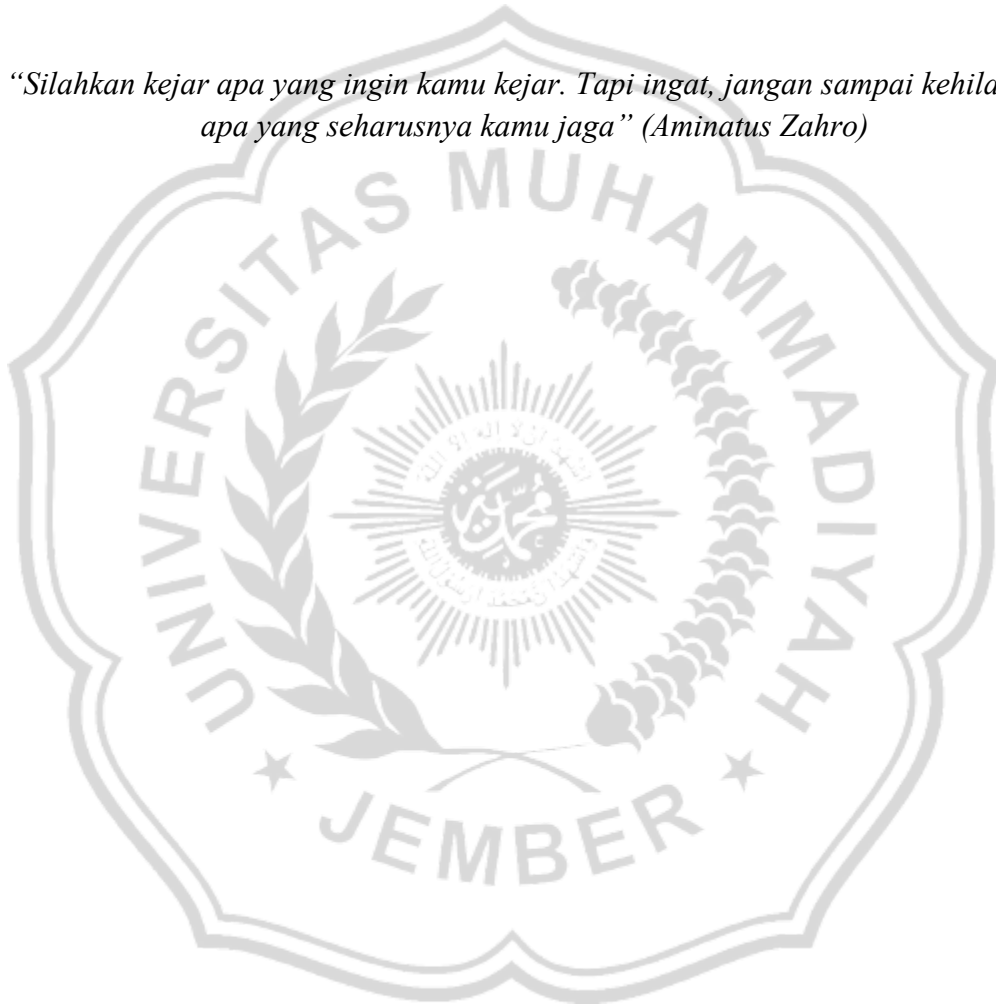 “Silahkan kejar apa yang ingin kamu kejar. Tapi ingat, jangan sampai kehila
apa yang seharusnya kamu jaga” (Aminatus Zahro)
UNIVERSITAS MUHAMMADIYAH
JEMBER